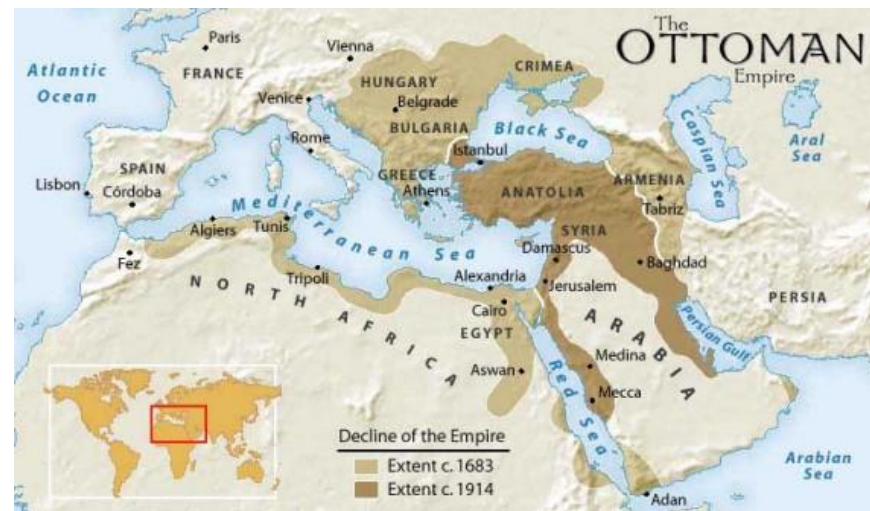 The
OTTOMAN
Empire
Paris
Vienna
FRANCE
CRIMEA
Atlantic
Ocean
HUNGARY
Venice
Belgrade
BULGARIA
Black Sea
Caspian Sea
Aral
Sea
Rome
Istanbul
SPAIN
GREECE
ARMENIA
Lisbon
Córdoba
Athens
ANATOLIA
Tabriz
Mediterranean Sea
Algiers
Tunis
SYRIA
Damascus
Fez
Tripoli
Alexandria
Jerusalem
Baghdad
NORTH AFRICA
Cairo
PERSIA
EGYPT
ARABIA
Persian Gulf
Aswan
Medina
Mecca
Red Sea
Decline of the Empire
Extent c. 1683
Extent c. 1914
Arabian
Sea
Adan